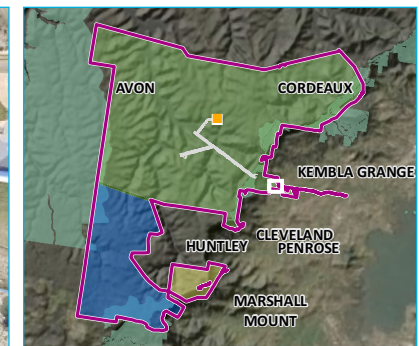 AVON
CORDEAUX
KEMBLA GRANGE
CLEVELAND
HUNTLEY
PENROSE
MARSHALL
MOUNT